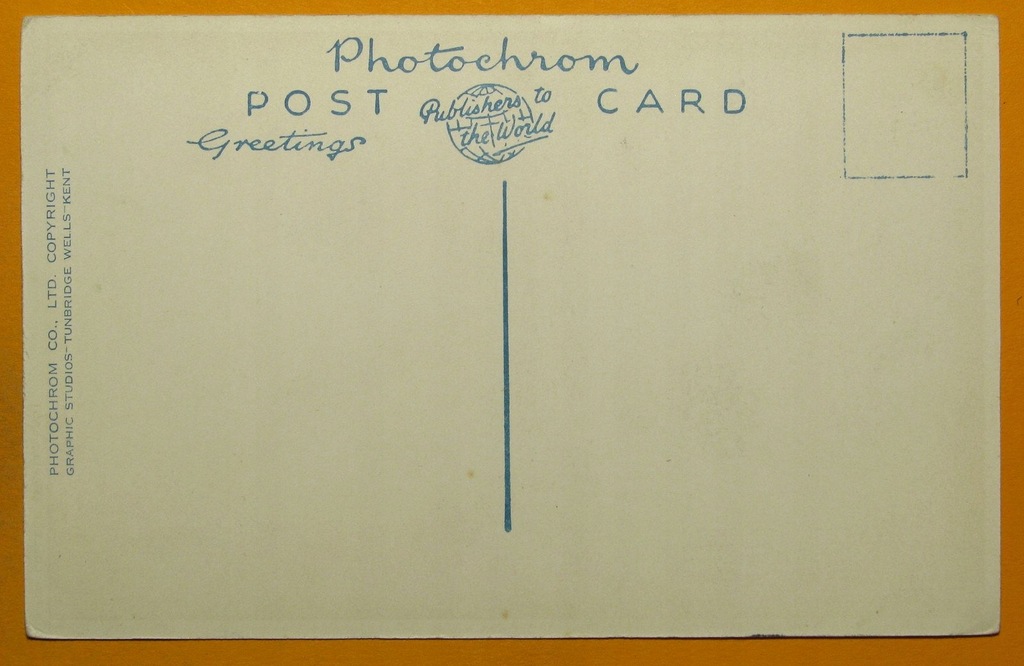 Photochrom
POST CARD
Publishers to
the World
Greetings
PHOTOCHROM CO., LTD. COPYRIGHT
GRAPHIC STUDIOS-TUNBRIDGE WELLS-KENT